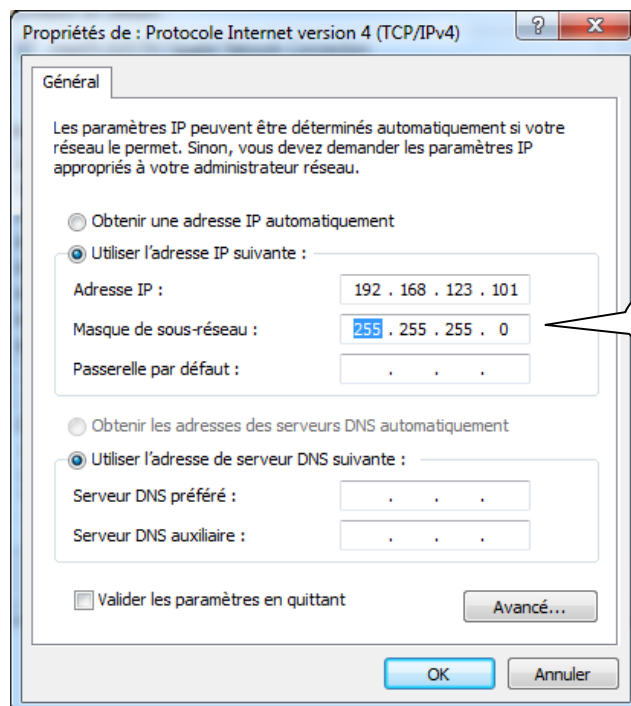 Propriétés de : Protocole Internet version 4 (TCP/IPv4)
?
X
Général
Les paramètres IP peuvent être déterminés automatiquement si votre
réseau le permet. Sinon, vous devez demander les paramètres IP
appropriés à votre administrateur réseau.
Obtenir une adresse IP automatiquement
Utiliser l'adresse IP suivante :
Adresse IP : 192 . 168 . 123 . 101
Masque de sous-réseau : 255 . 255 . 255 . 0
Passerelle par défaut : . . .
Obtenir les adresses des serveurs DNS automatiquement
Utiliser l'adresse de serveur DNS suivante :
Serveur DNS préféré : . . .
Serveur DNS auxiliaire : . . .
Valider les paramètres en quittant
Avancé...
OK
Annuler